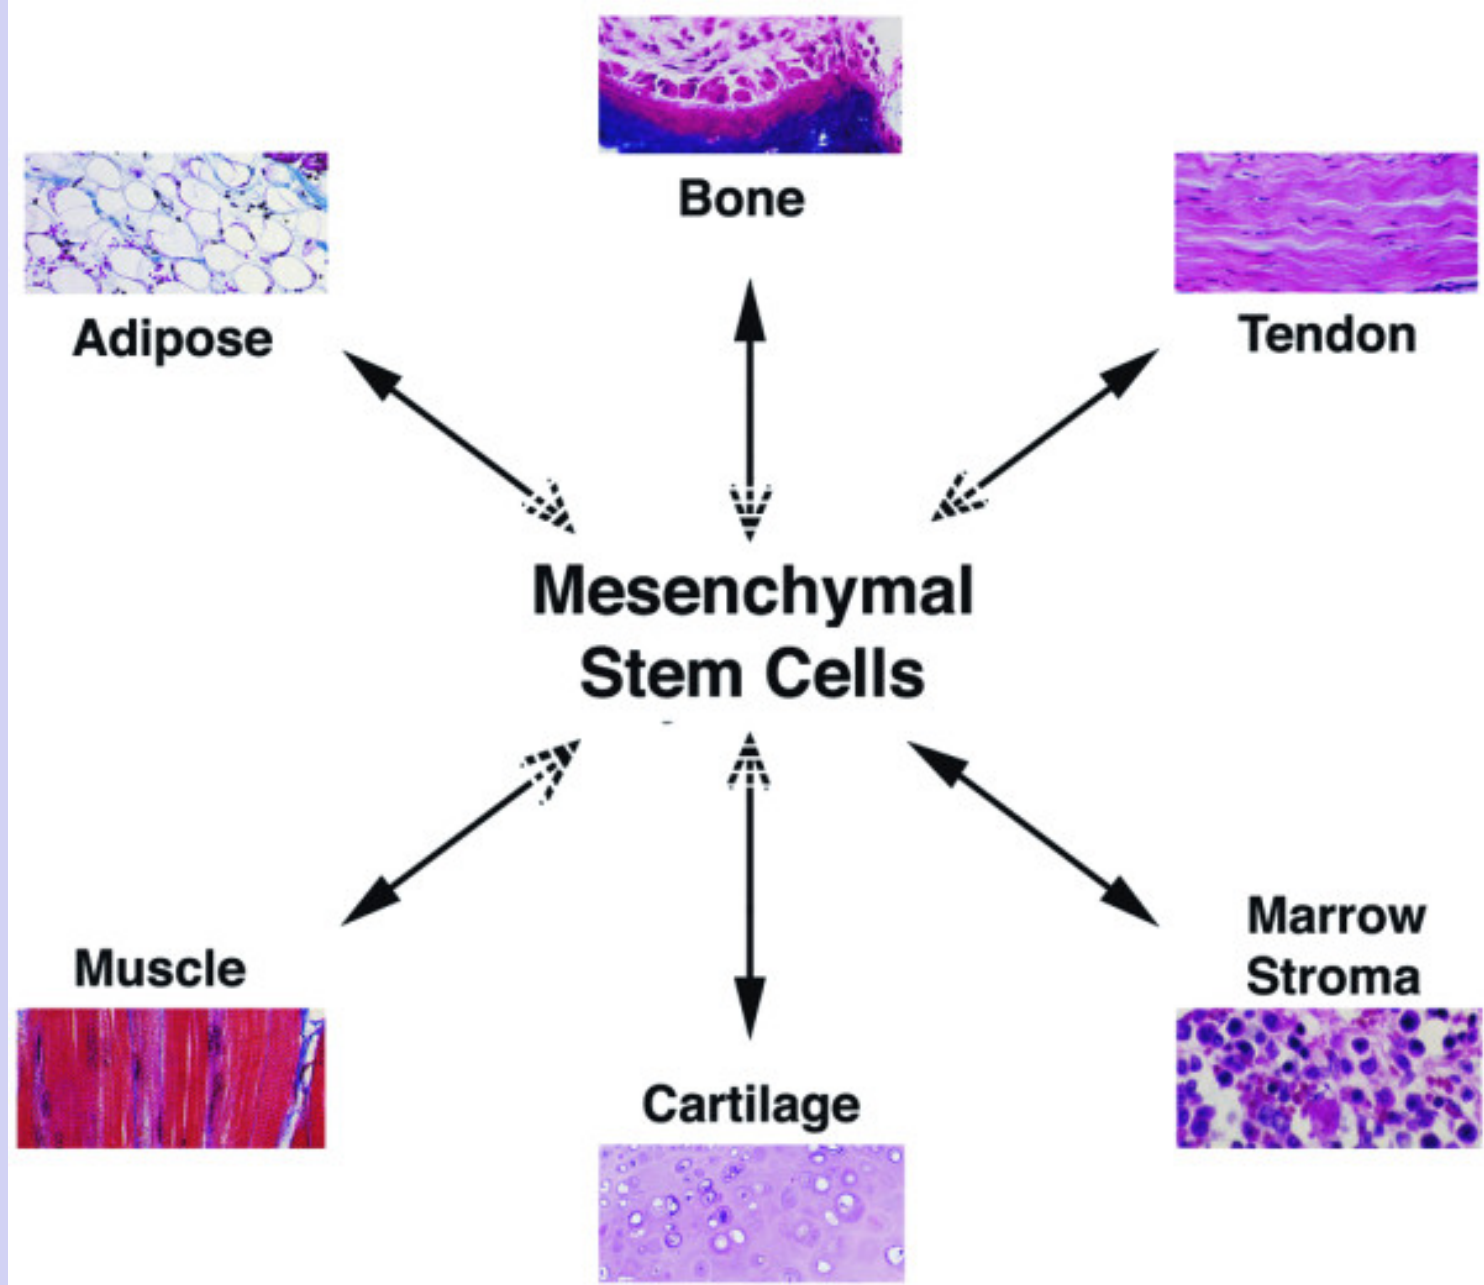 Bone
Adipose
Tendon
Mesenchymal
Stem Cells
Muscle
Marrow
Stroma
Cartilage